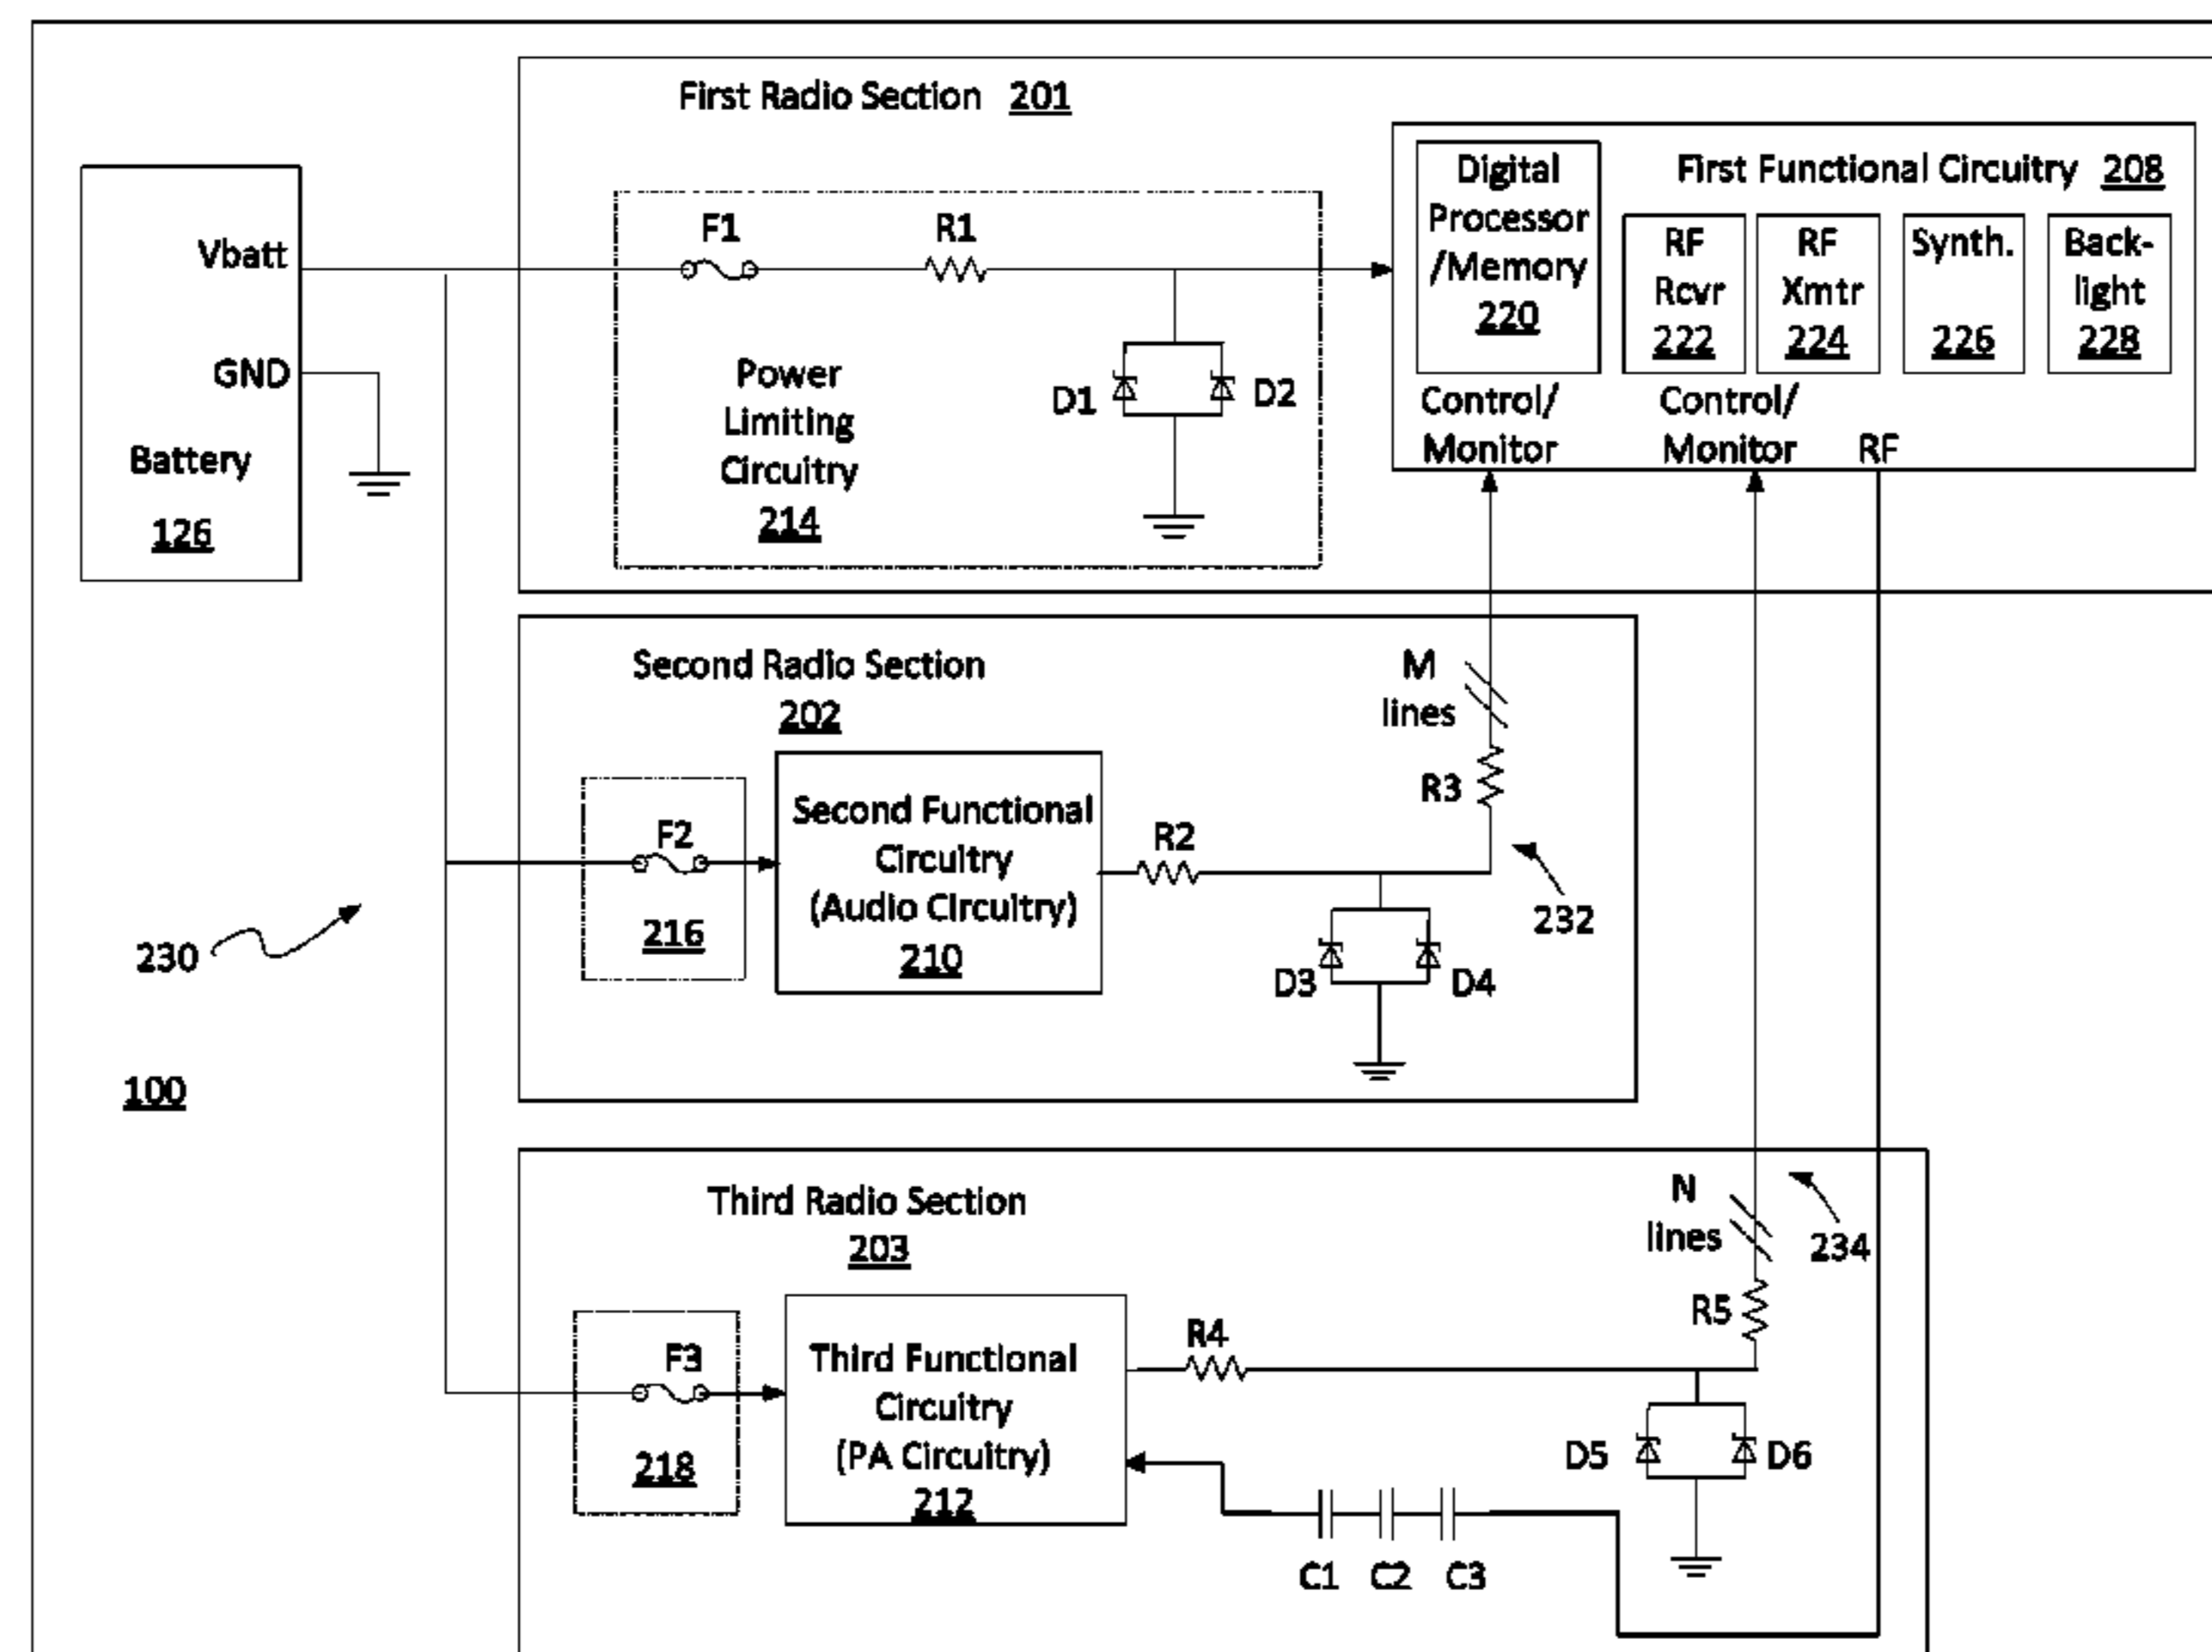 First Radio Section 201
Vbatt
GND
Battery
126
F1
R1
Power
Limiting
Circuitry
214
D1
D2
Digital
Processor
/Memory
220
First Functional Circuitry 208
RF
Rcvr
222
RF
Xmtr
224
Synth.
226
Back-
light
228
Control/
Monitor
Control/
Monitor
RF
Second Radio Section
202
F2
216
Second Functional
Circuitry
(Audio Circuitry)
210
R2
M
lines
R3
232
D3
D4
230
100
Third Radio Section
203
F3
218
Third Functional
Circuitry
(PA Circuitry)
212
R4
N
lines
234
R5
D5
D6
C1
C2
C3